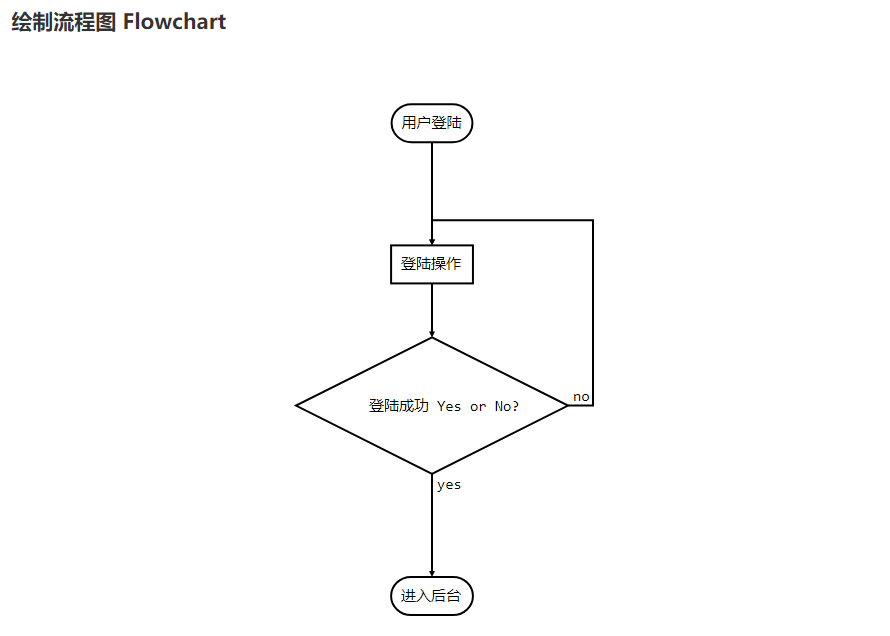 绘制流程图 Flowchart
用户登陆
登陆操作
登陆成功 Yes or No?
no
yes
进入后台